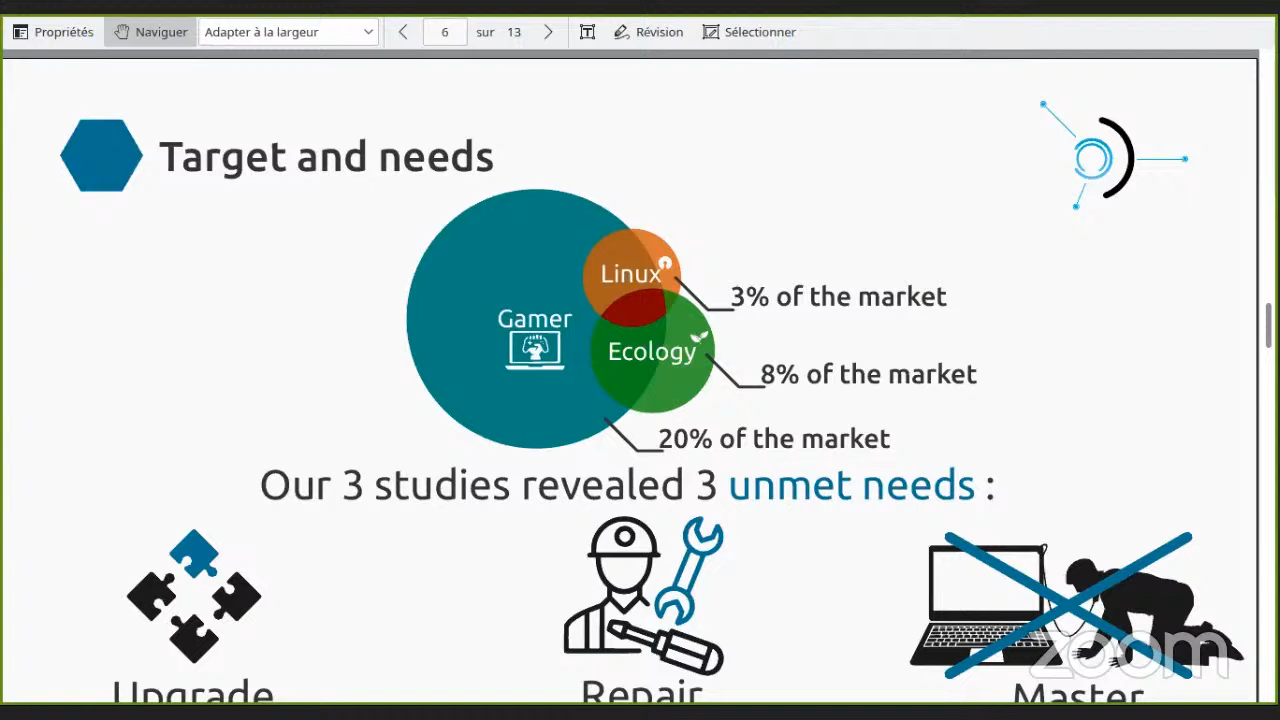 Propriétés Naviguer Adapter à la largeur 6 sur 13 Révision Sélectionner
Target and needs
Linux
3% of the market
Gamer
Ecology
8% of the market
20% of the market
Our 3 studies revealed 3 unmet needs :
zoom
Upgrade Repair Master